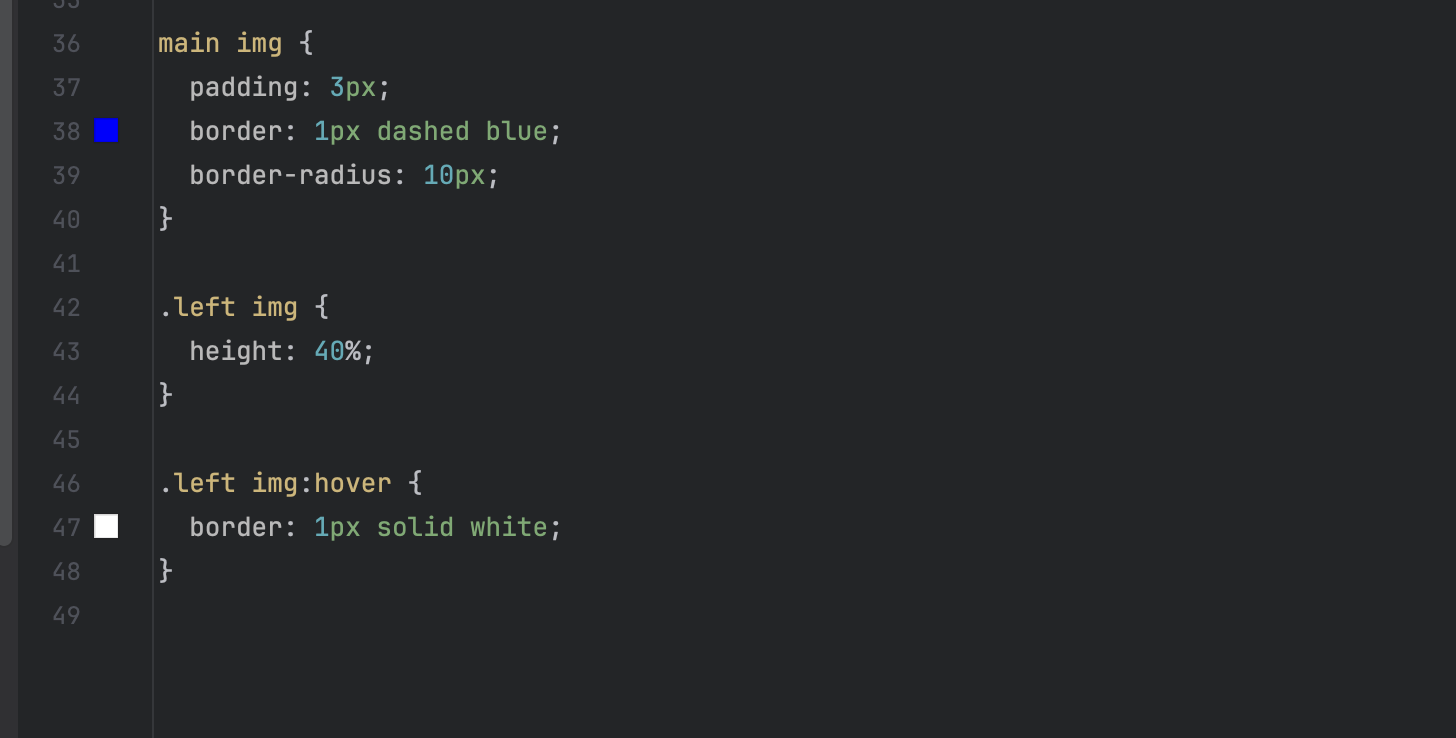 36 main img {
37   padding: 3px;
38   border: 1px dashed blue;
39   border-radius: 10px;
40 }
41
42 .left img {
43   height: 40%;
44 }
45
46 .left img:hover {
47   border: 1px solid white;
48 }
49